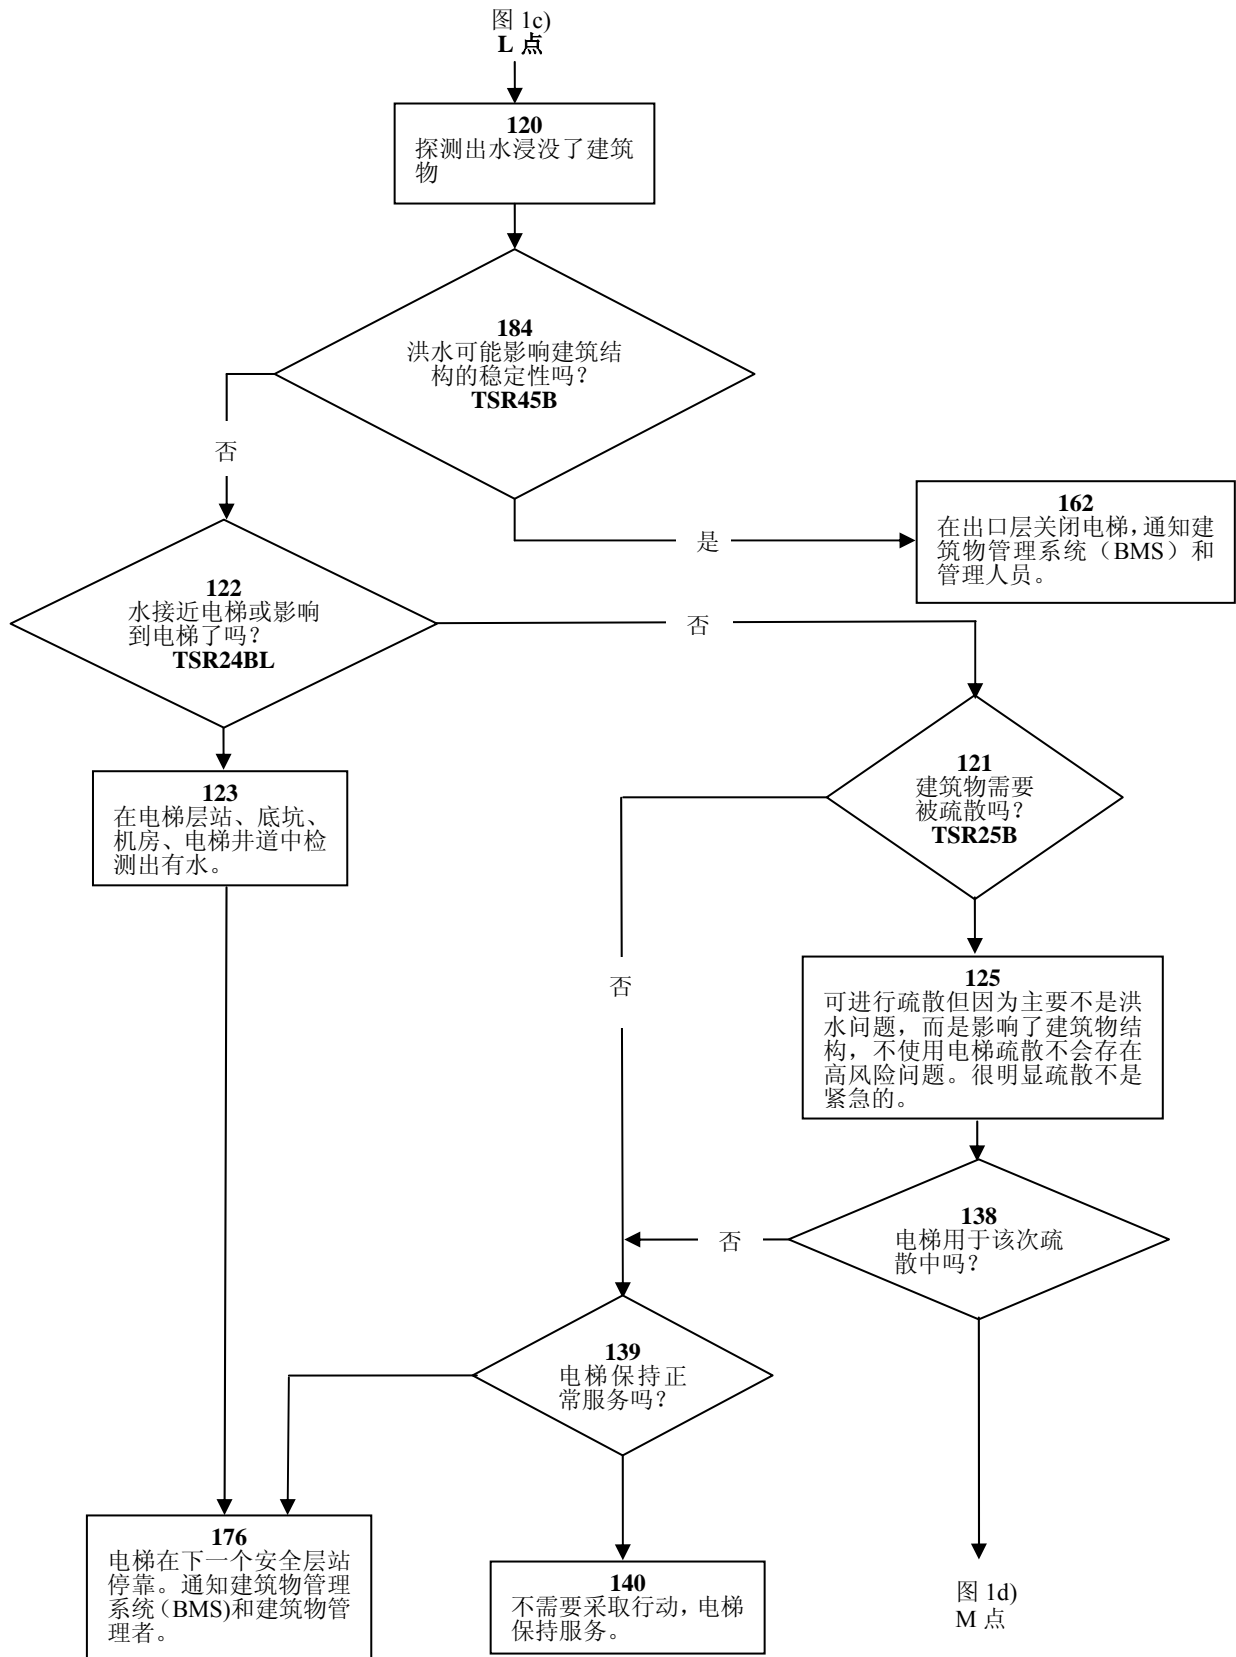 图 1c)
L 点
120
探测出水浸没了建筑
物
184
洪水可能影响建筑结
构的稳定性吗？
TSR45B
否
是
162
在出口层关闭电梯，通知建
筑物管理系统（BMS）和
管理人员。
122
水接近电梯或影响
到电梯了吗？
TSR24BL
否
123
在电梯层站、底坑、
机房、电梯井道中检
测出有水。
121
建筑物需要
被疏散吗？
TSR25B
否
125
可进行疏散但因为主要不是洪
水问题，而是影响了建筑物结
构，不使用电梯疏散不会存在
高风险问题。很明显疏散不是
紧急的。
138
电梯用于该次疏
散中吗？
否
139
电梯保持正
常服务吗？
176
电梯在下一个安全层站
停靠。通知建筑物管理
系统（BMS)和建筑物管
理者。
140
不需要采取行动，电梯
保持服务。
图 1d)
M 点